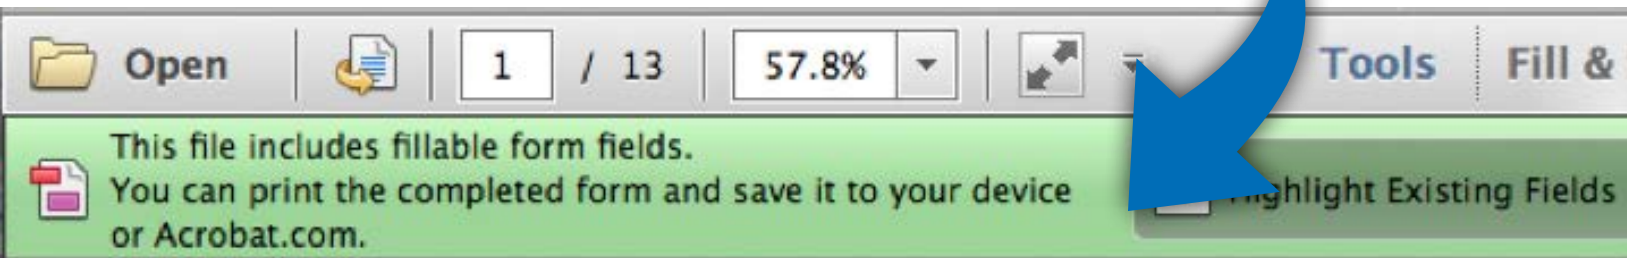 Open 1 / 13 57.8% Tools Fill &
This file includes fillable form fields.
You can print the completed form and save it to your device
or Acrobat.com.
Highlight Existing Fields